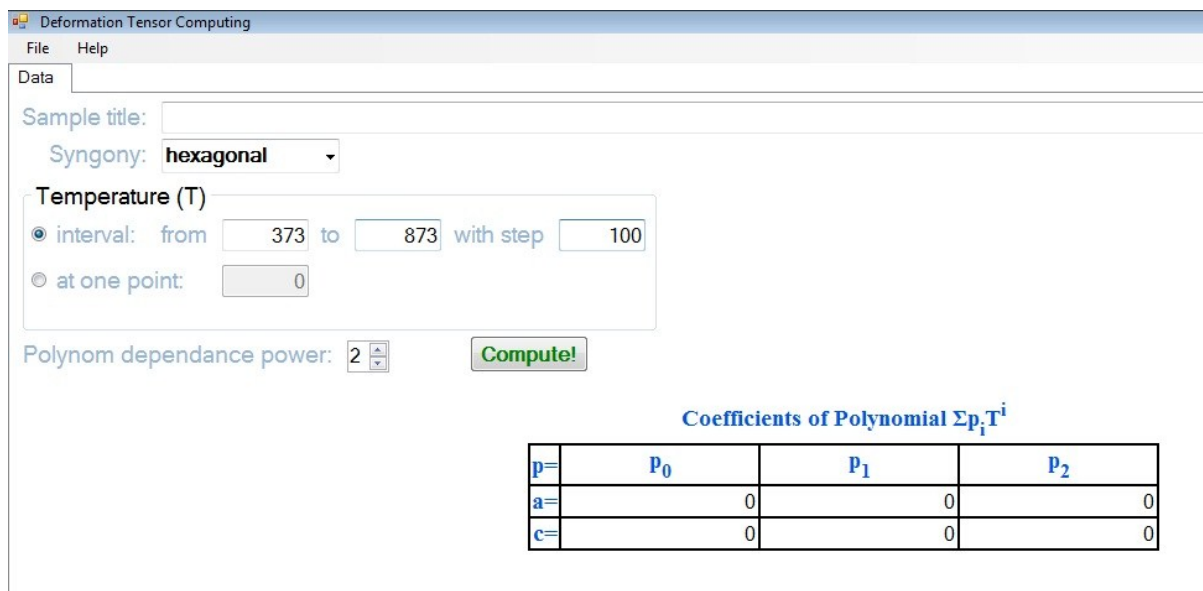 Deformation Tensor Computing
File Help
Data
Sample title:
Syngony: hexagonal
Temperature (T)
interval: from 373 to 873 with step 100
at one point: 0
Polynom dependance power: 2 Compute!
Coefficients of Polynomial ΣpᵢTⁱ
p= p₀ p₁ p₂
a= 0 0 0
c= 0 0 0